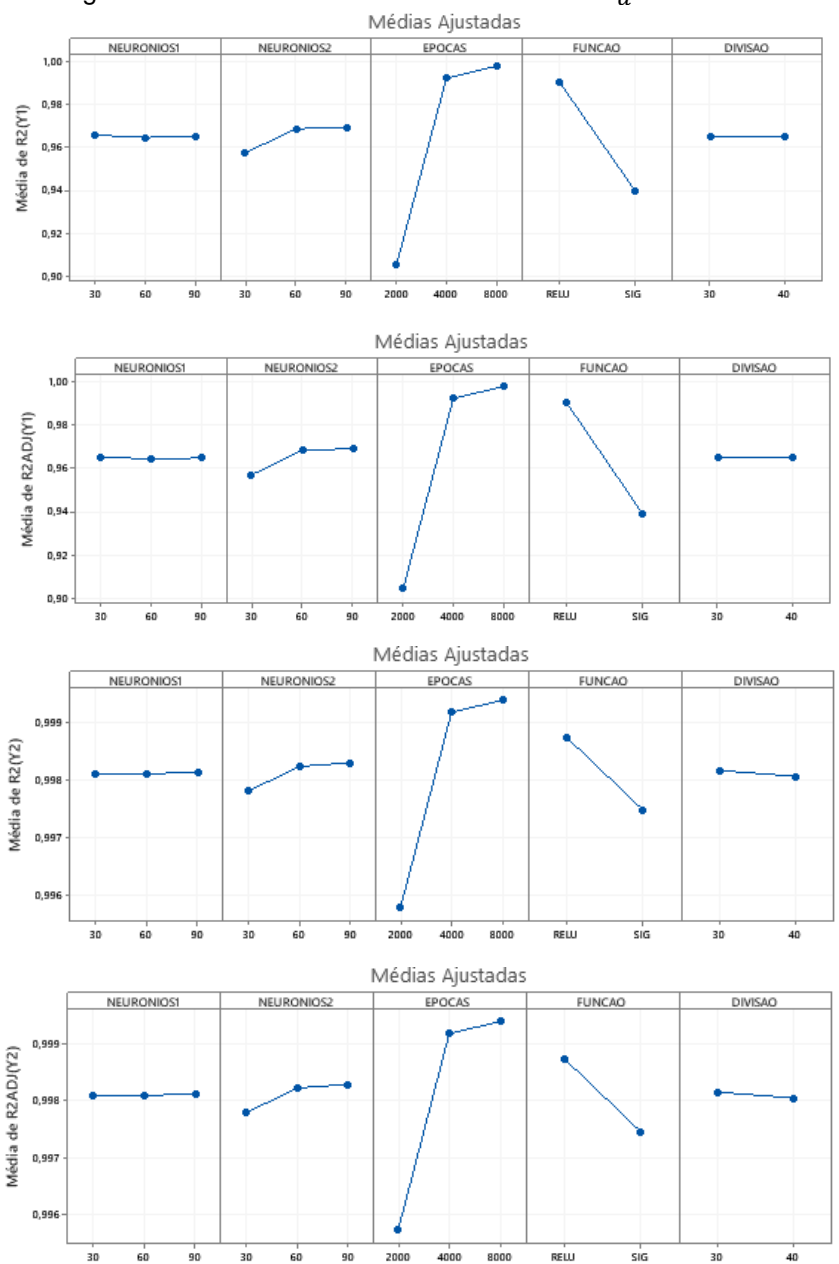 Médias Ajustadas
NEURONIOS1 NEURONIOS2 EPOCAS FUNCAO DIVISAO
Média de R2(Y1)
1,00
0,98
0,96
0,94
0,92
0,90
30 60 90 30 60 90 2000 4000 8000 RELU SIG 30 40
Médias Ajustadas
NEURONIOS1 NEURONIOS2 EPOCAS FUNCAO DIVISAO
Média de R2ADJ(Y1)
1,00
0,98
0,96
0,94
0,92
0,90
30 60 90 30 60 90 2000 4000 8000 RELU SIG 30 40
Médias Ajustadas
NEURONIOS1 NEURONIOS2 EPOCAS FUNCAO DIVISAO
Média de R2(Y2)
0,999
0,998
0,997
0,996
30 60 90 30 60 90 2000 4000 8000 RELU SIG 30 40
Médias Ajustadas
NEURONIOS1 NEURONIOS2 EPOCAS FUNCAO DIVISAO
Média de R2ADJ(Y2)
0,999
0,998
0,997
0,996
30 60 90 30 60 90 2000 4000 8000 RELU SIG 30 40